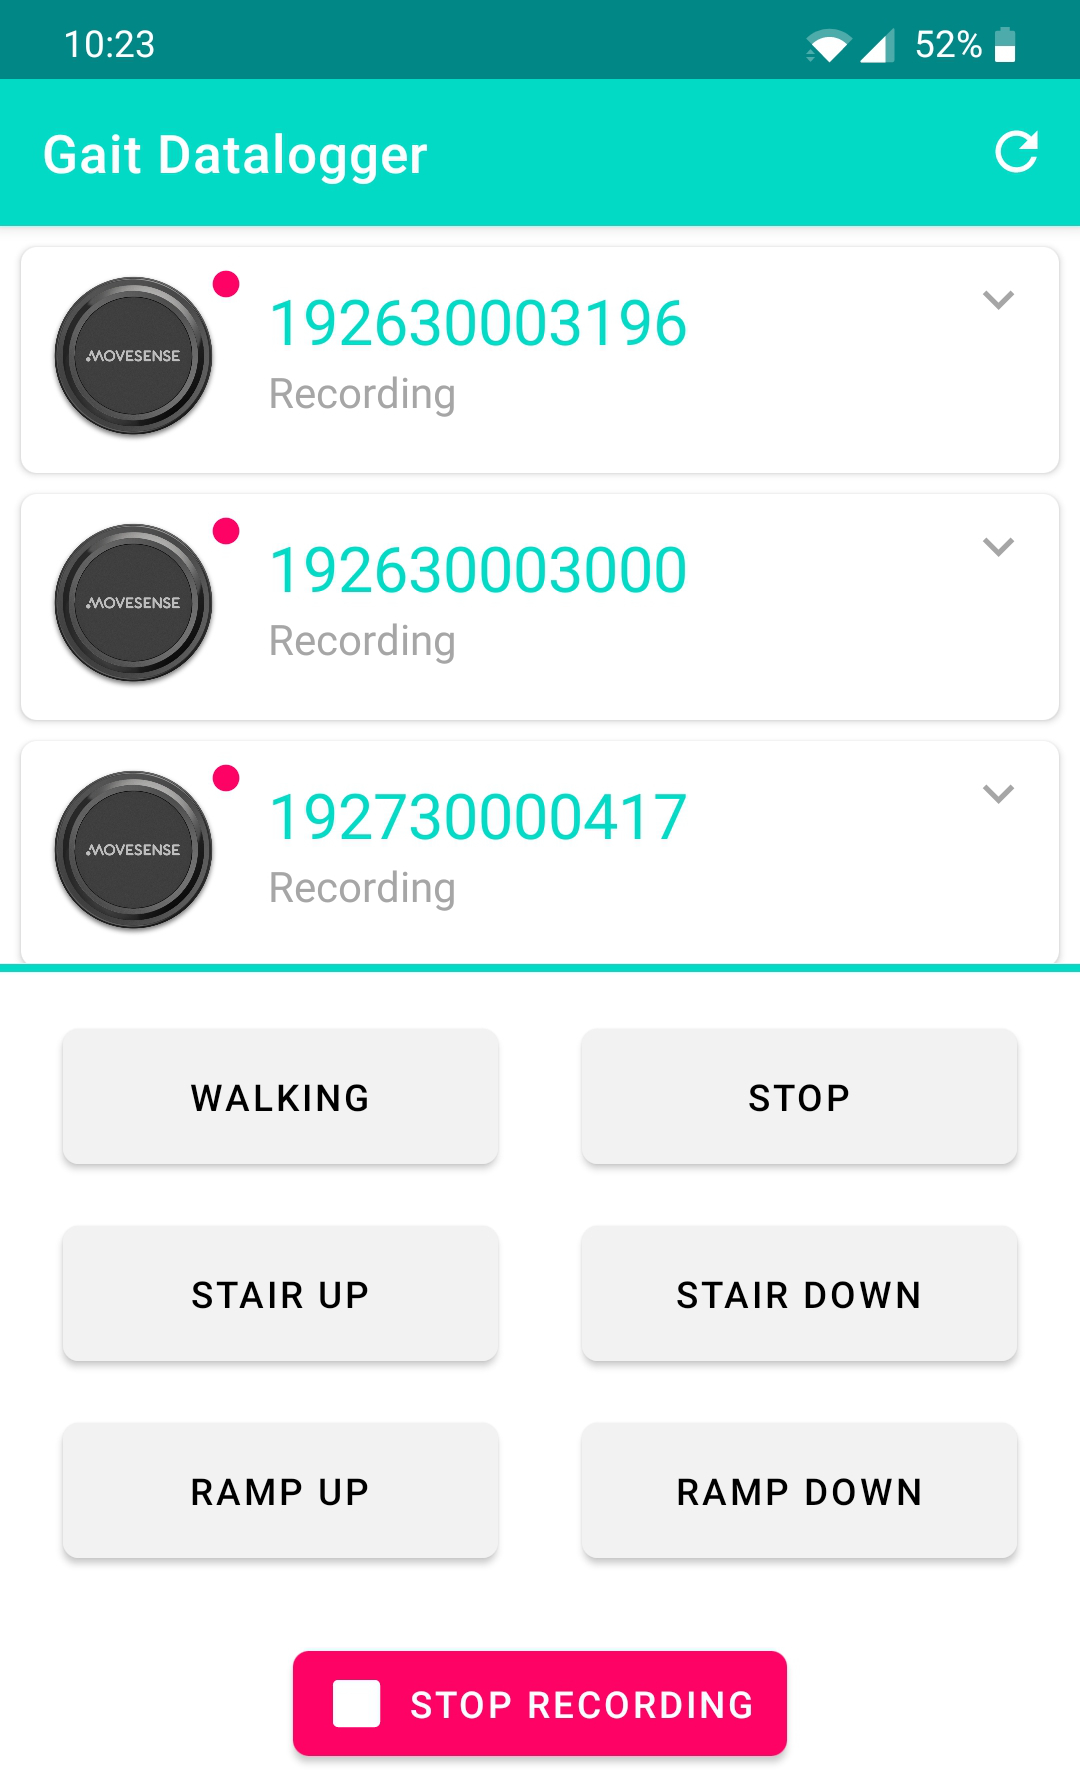 10:23 52%
Gait Datalogger
MOVESENSE
192630003196
Recording
MOVESENSE
192630003000
Recording
MOVESENSE
192730000417
Recording
WALKING STOP
STAIR UP STAIR DOWN
RAMP UP RAMP DOWN
STOP RECORDING